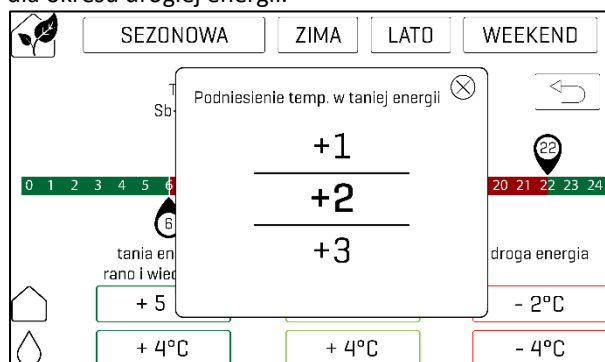 dla okresu drogiej energii.
SEZONOWA ZIMA LATO WEEKEND
Podniesienie temp. w taniej energii
Sb-
+1
22
0 1 2 3 4 5 6 20 21 22 23 24
+2
6
+3
tania en droga energia
rano i wiec
+ 5 - 2°C
+ 4°C + 4°C - 4°C